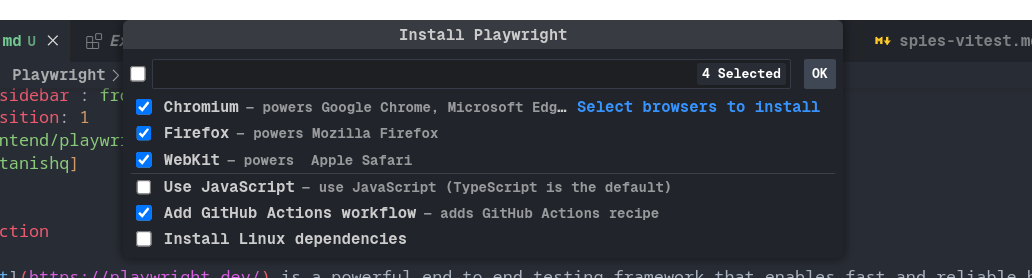 Install Playwright
md U
Ex
spies-vitest.md
Playwright
4 Selected OK
sidebar : fro
Chromium – powers Google Chrome, Microsoft Edg… Select browsers to install
sition: 1
Firefox – powers Mozilla Firefox
ntend/playwri
WebKit – powers Apple Safari
tanishq]
Use JavaScript – use JavaScript (TypeScript is the default)
Add GitHub Actions workflow – adds GitHub Actions recipe
ction
Install Linux dependencies
t](https://playwright.dev/) is a powerful end to end testing framework that enables fast and reliable b